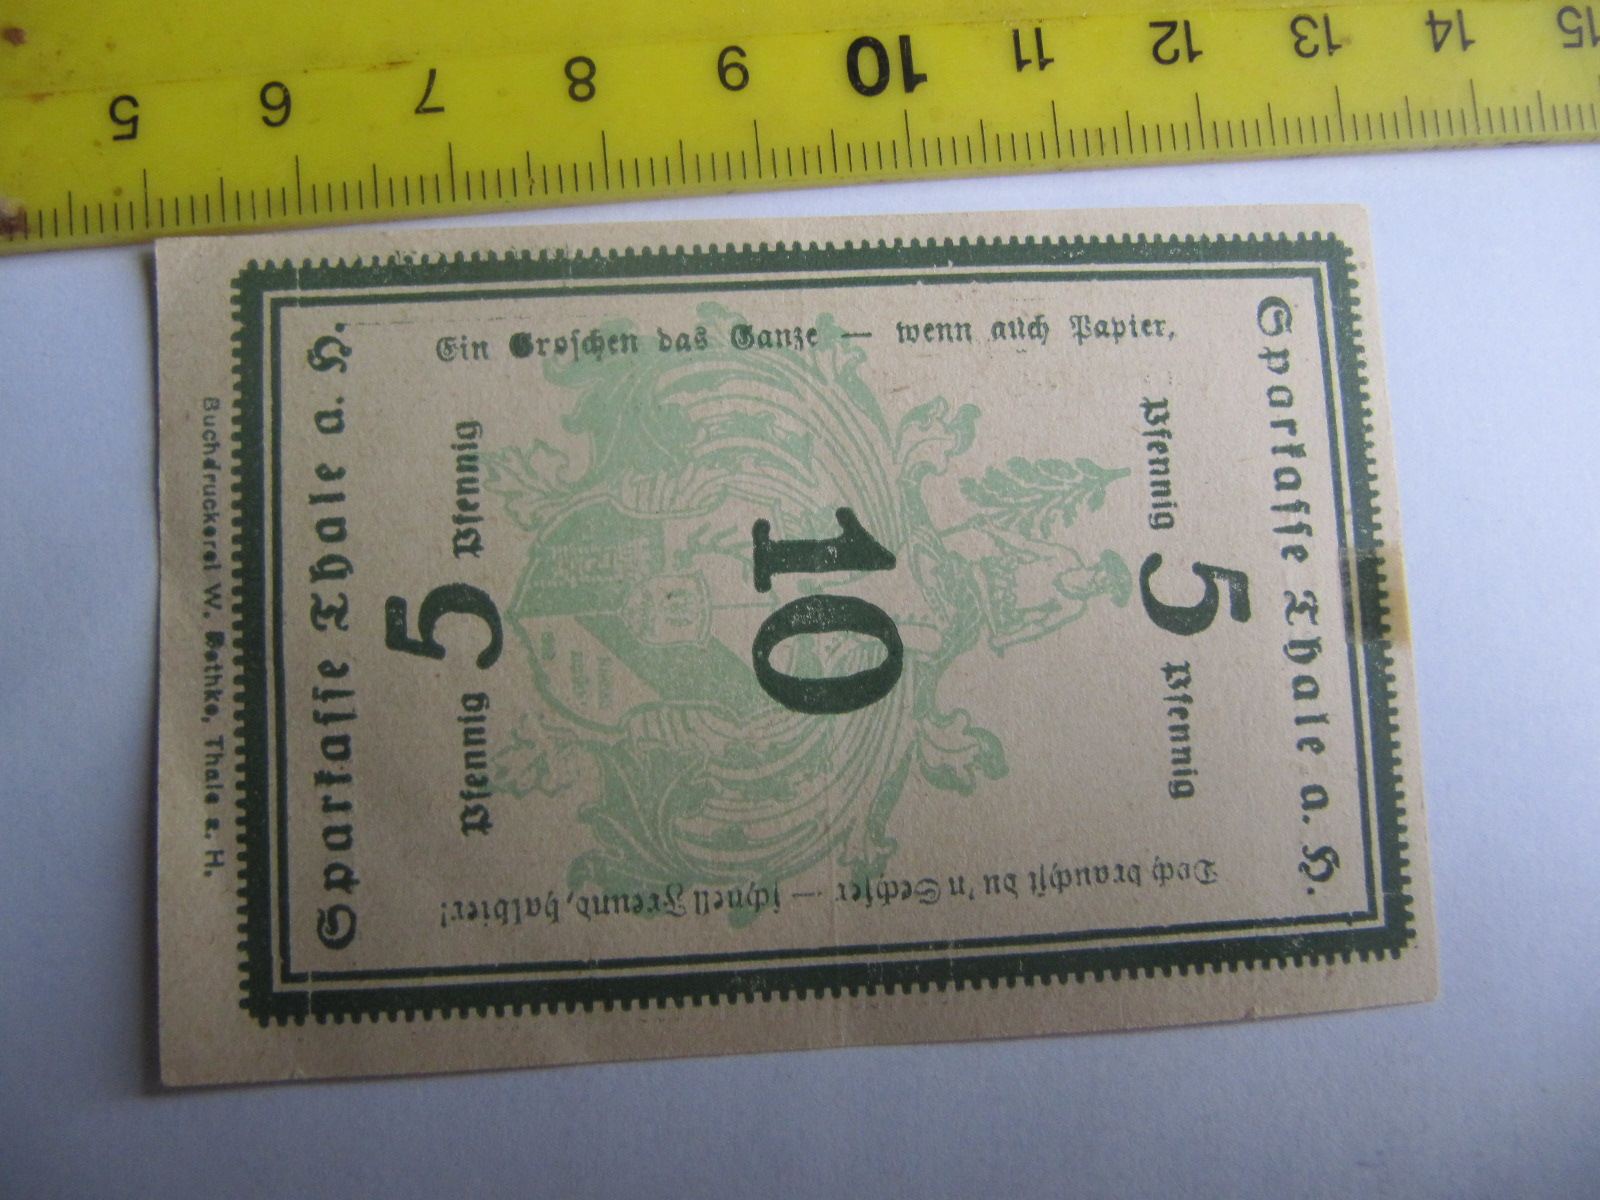 5 6 7 8 9 10 11 12 13 14 15
Ein Groschen das Ganze — wenn auch Papier,
Sparkasse Thale a. H.
Pfennig 5 Pfennig
10
Pfennig 5 Pfennig
Sparkasse Thale a. H.
Doch brauchst du 'n Sechser — schnell Freund, halbier!
Buchdruckerei W. Bethke, Thale a. H.